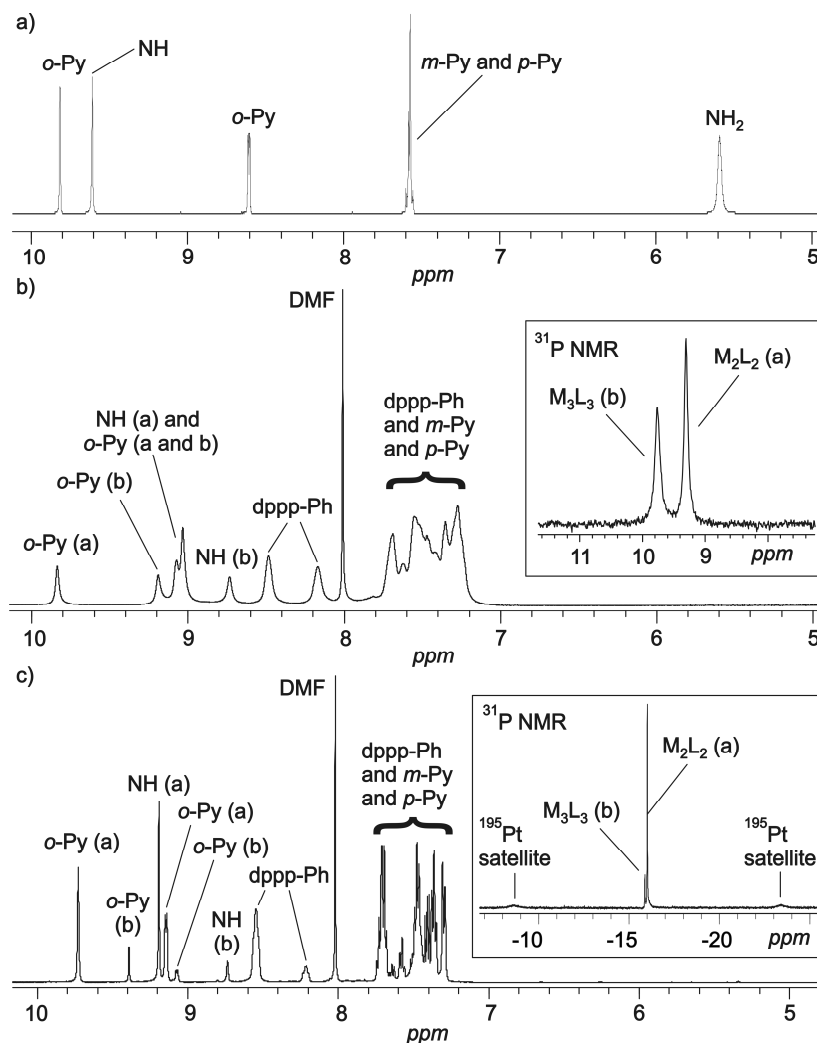 a)
o-Py
NH
o-Py
m-Py and p-Py
NH₂
10 9 8 7 6 5
ppm
b)
DMF
NH (a) and
o-Py (a and b)
o-Py (b)
o-Py (a)
NH (b)
dppp-Ph
dppp-Ph
and m-Py
and p-Py
³¹P NMR
M₂L₂ (a)
M₃L₃ (b)
11 10 9 ppm
10 9 8 7 6 5
ppm
c)
DMF
NH (a)
o-Py (a)
o-Py (a)
o-Py (b)
o-Py
(b)
NH
(b)
dppp-Ph
dppp-Ph
and m-Py
and p-Py
³¹P NMR
M₂L₂ (a)
M₃L₃ (b)
¹⁹⁵Pt
satellite
¹⁹⁵Pt
satellite
-10 -15 -20 ppm
10 9 8 7 6 5
ppm